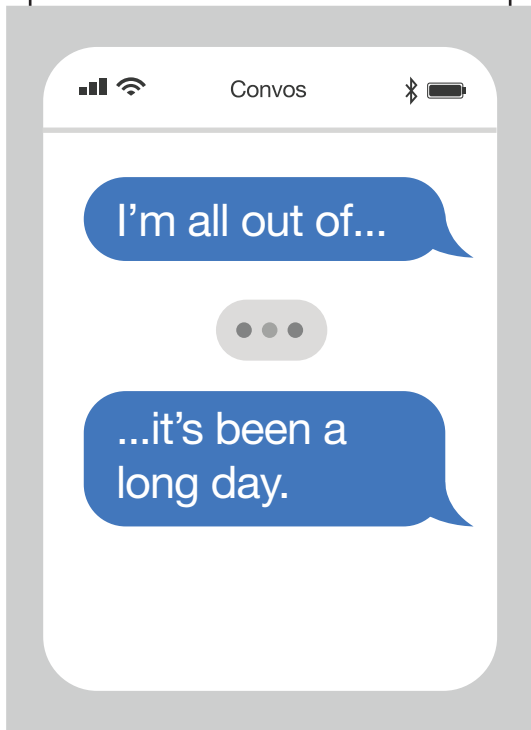 Convos
I’m all out of...
...it’s been a
long day.